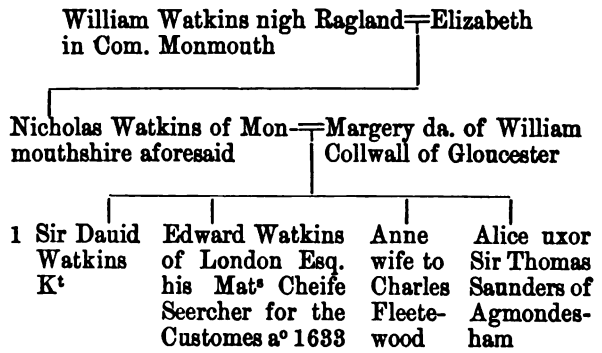 William Watkins nigh Ragland═Elizabeth
in Com. Monmouth
Nicholas Watkins of Mon-═Margery da. of William
mouthshire aforesaid Collwall of Gloucester
1 Sir Dauid
Watkins
Kᵗ
Edward Watkins
of London Esq.
his Matˢ Cheife
Seercher for the
Customes aᵒ 1633
Anne
wife to
Charles
Fleete-
wood
Alice uxor
Sir Thomas
Saunders of
Agmondes-
ham